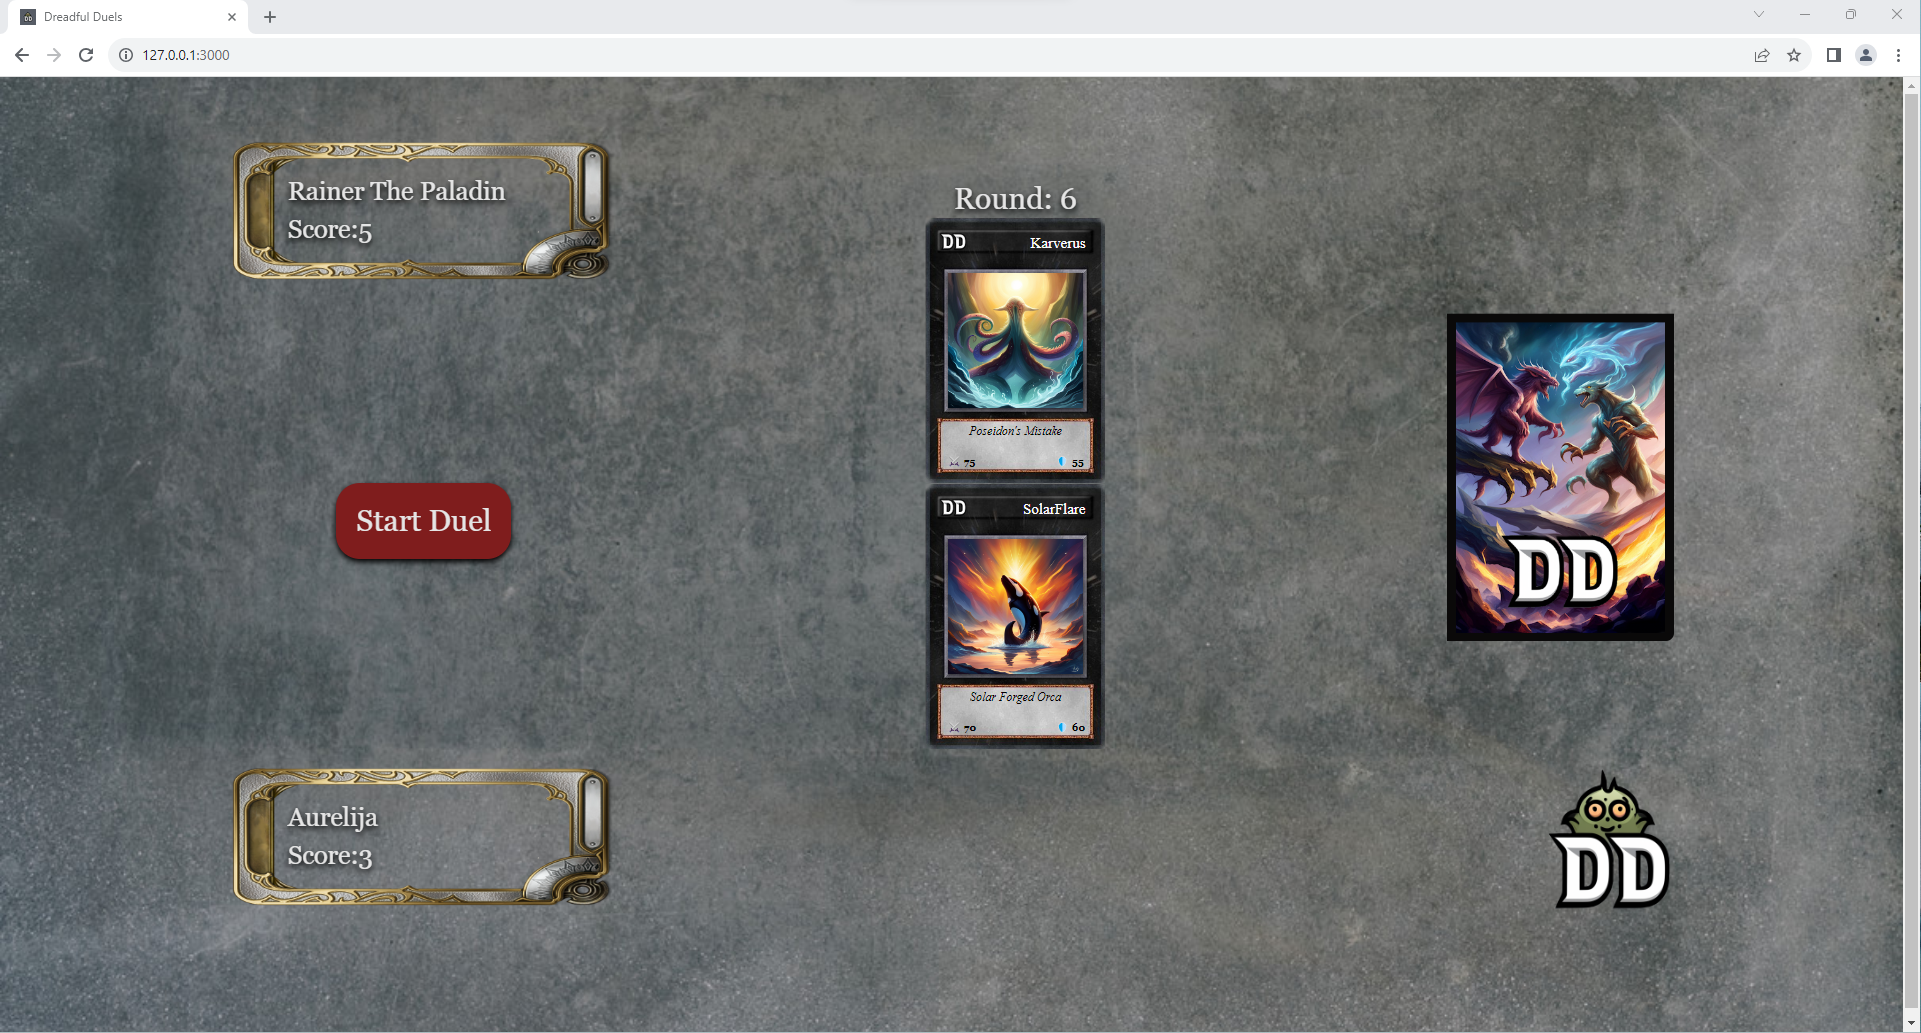 Dreadful Duels
127.0.0.1:3000
Rainer The Paladin
Score:5
Round: 6
DD
Karverus
Poseidon's Mistake
75
55
Start Duel
DD
SolarFlare
Solar Forged Orca
70
60
DD
Aurelija
Score:3
DD